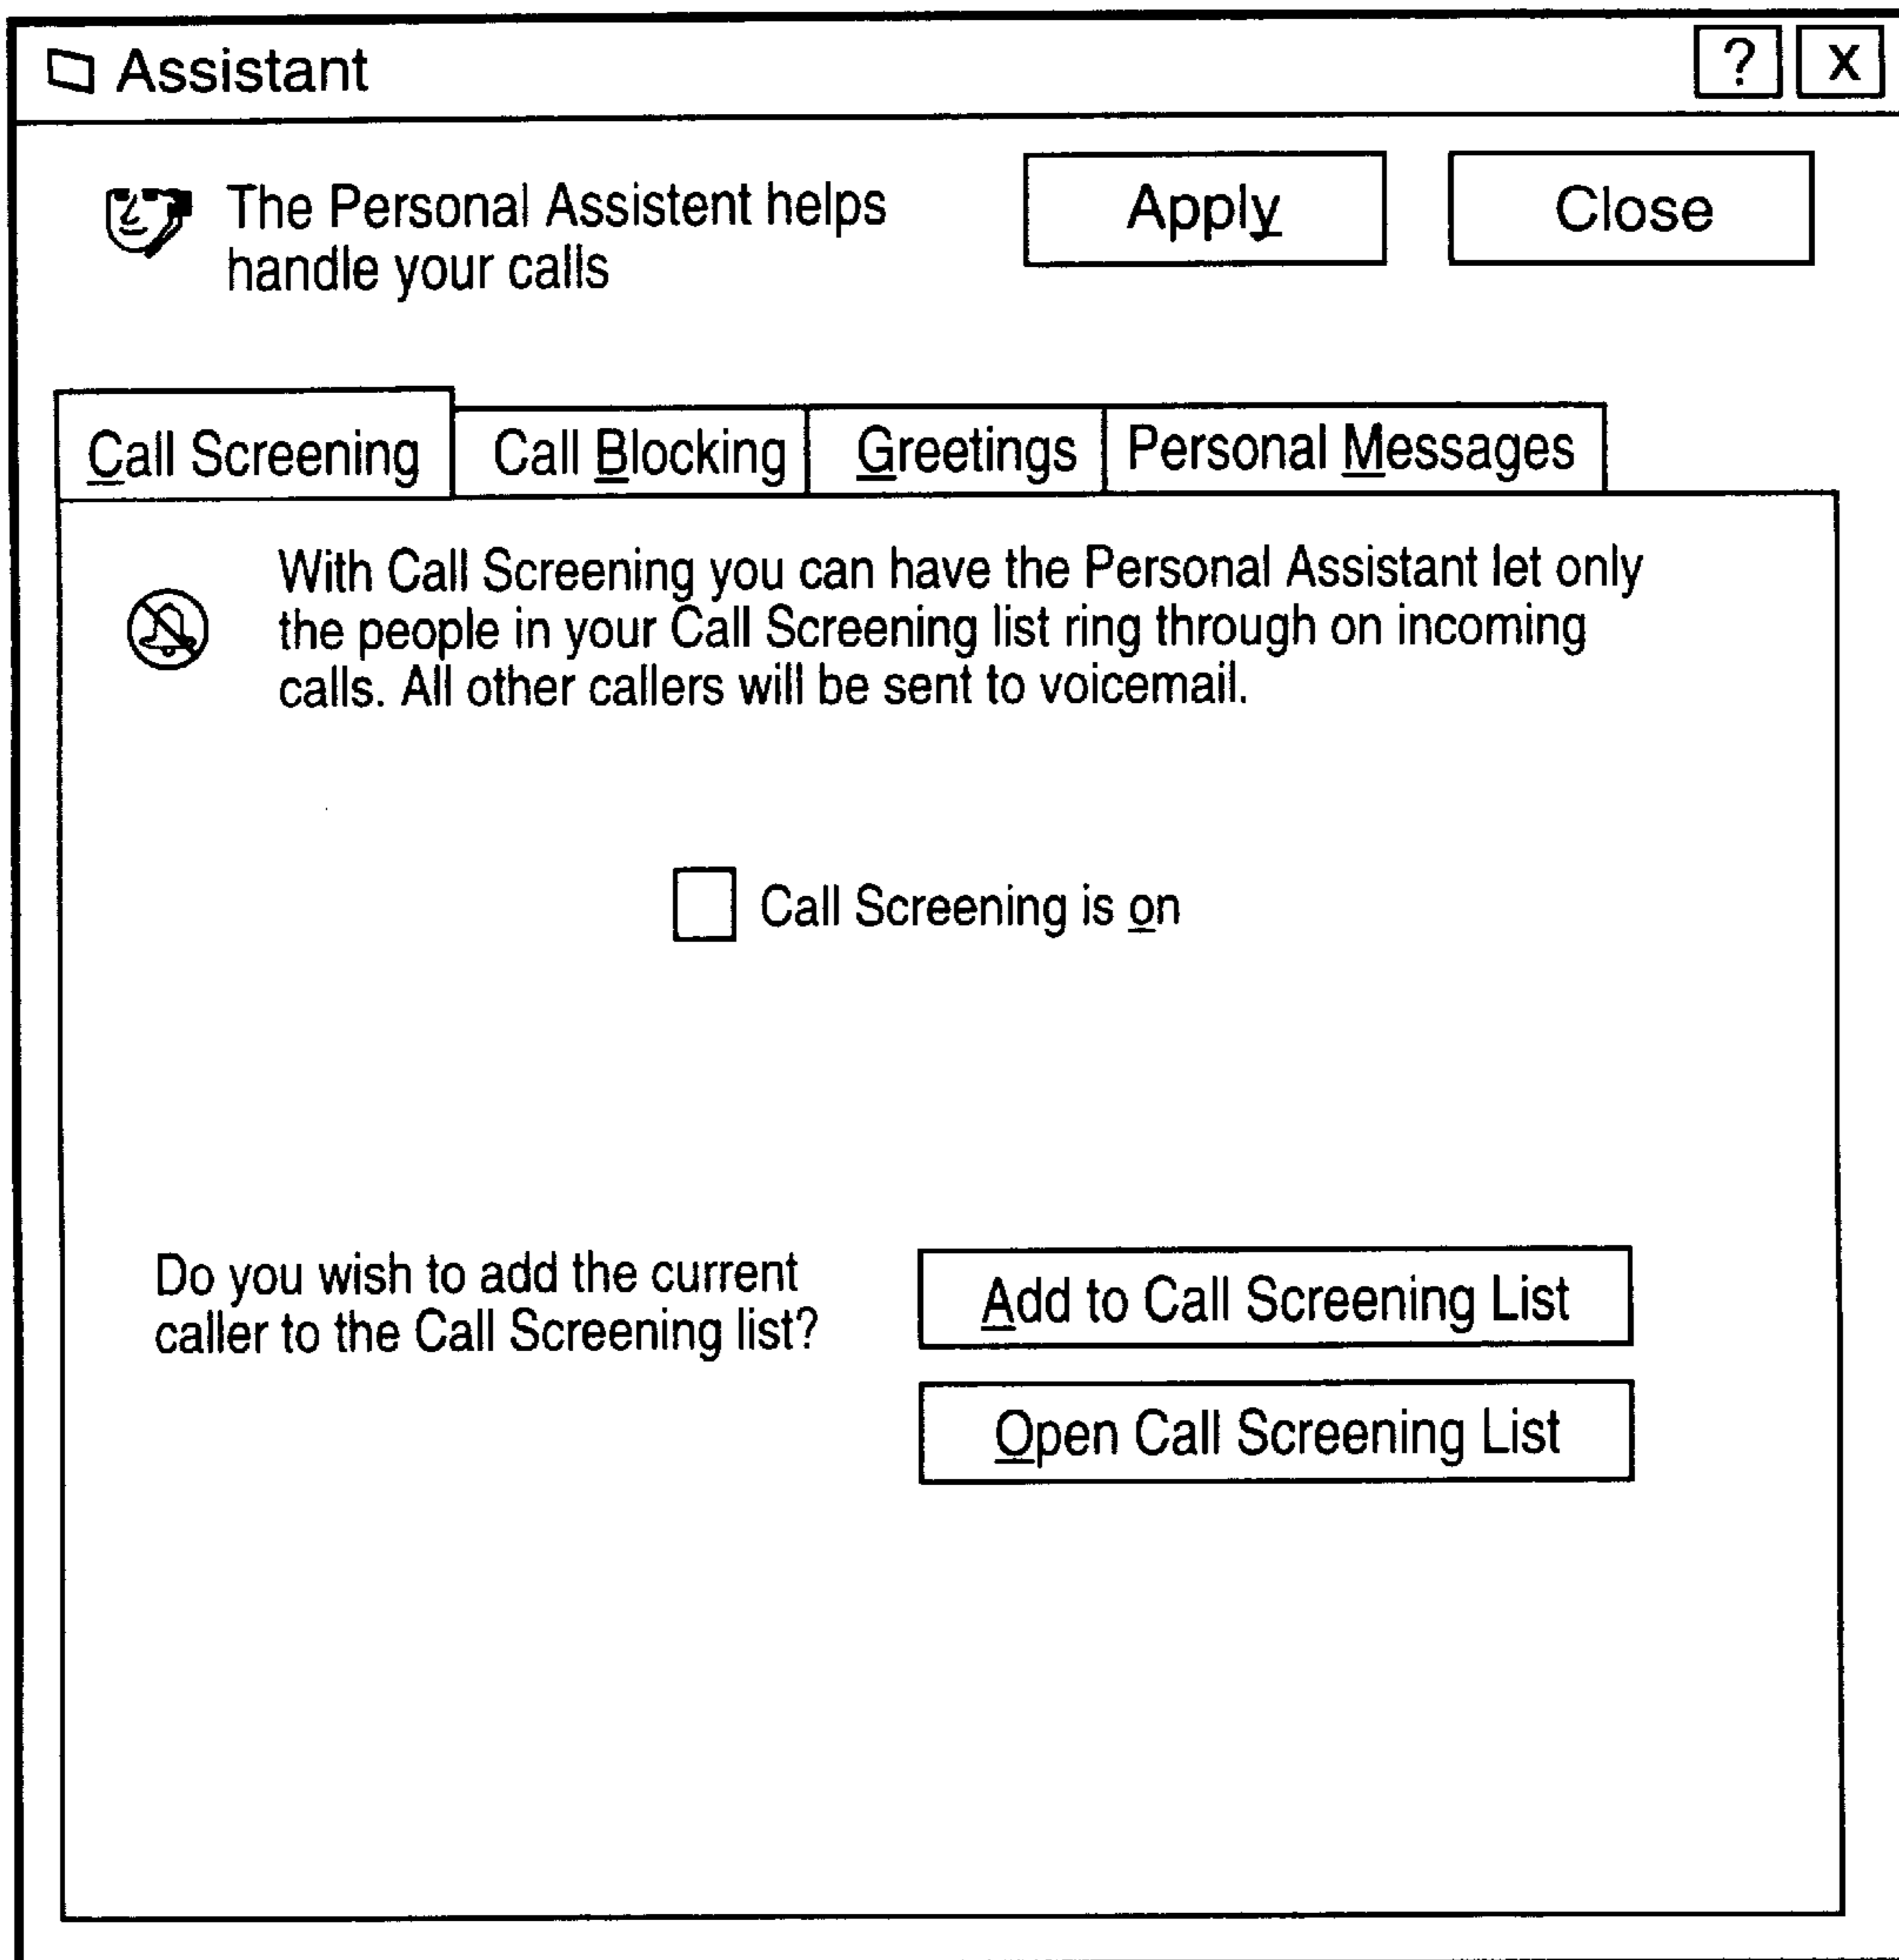 Assistant
? X
The Personal Assistent helps
handle your calls
Apply
Close
Call Screening
Call Blocking
Greetings
Personal Messages
With Call Screening you can have the Personal Assistant let only
the people in your Call Screening list ring through on incoming
calls. All other callers will be sent to voicemail.
Call Screening is on
Do you wish to add the current
caller to the Call Screening list?
Add to Call Screening List
Open Call Screening List